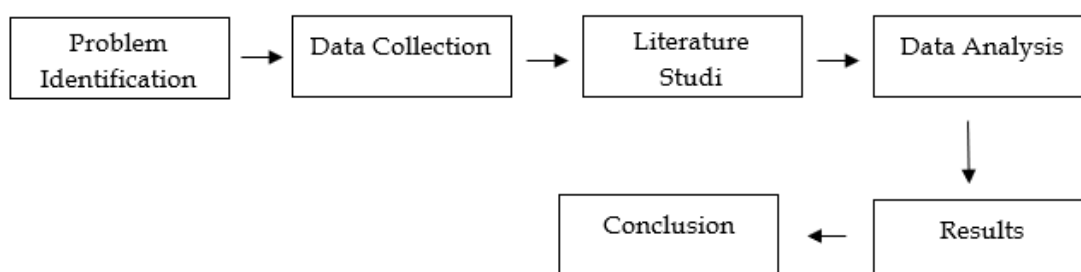 Problem
Identification
Data Collection
Literature
Studi
Data Analysis
Conclusion
Results